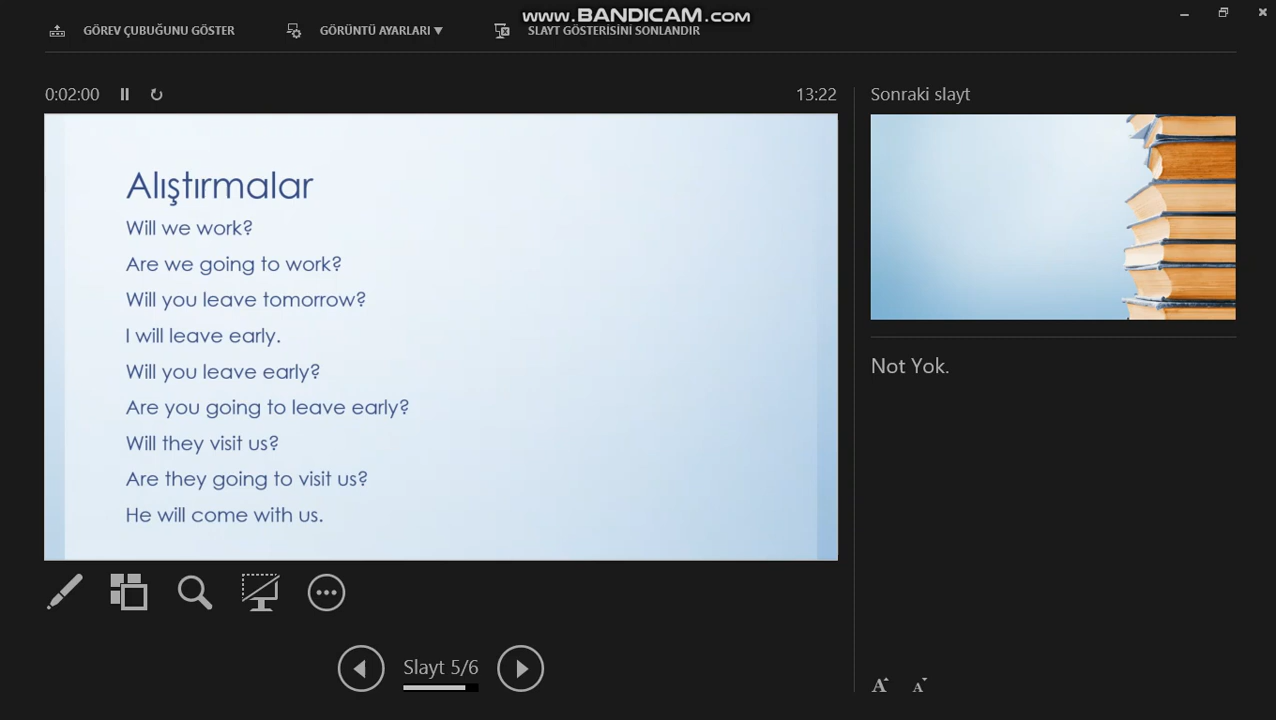 www.BANDICAM.com
GÖREV ÇUBUĞUNU GÖSTER
GÖRÜNTÜ AYARLARI ▼
SLAYT GÖSTERİSİNİ SONLANDIR
0:02:00
13:22
Sonraki slayt
Alıştırmalar
Will we work?
Are we going to work?
Will you leave tomorrow?
I will leave early.
Will you leave early?
Are you going to leave early?
Will they visit us?
Are they going to visit us?
He will come with us.
Not Yok.
Slayt 5/6
A
A